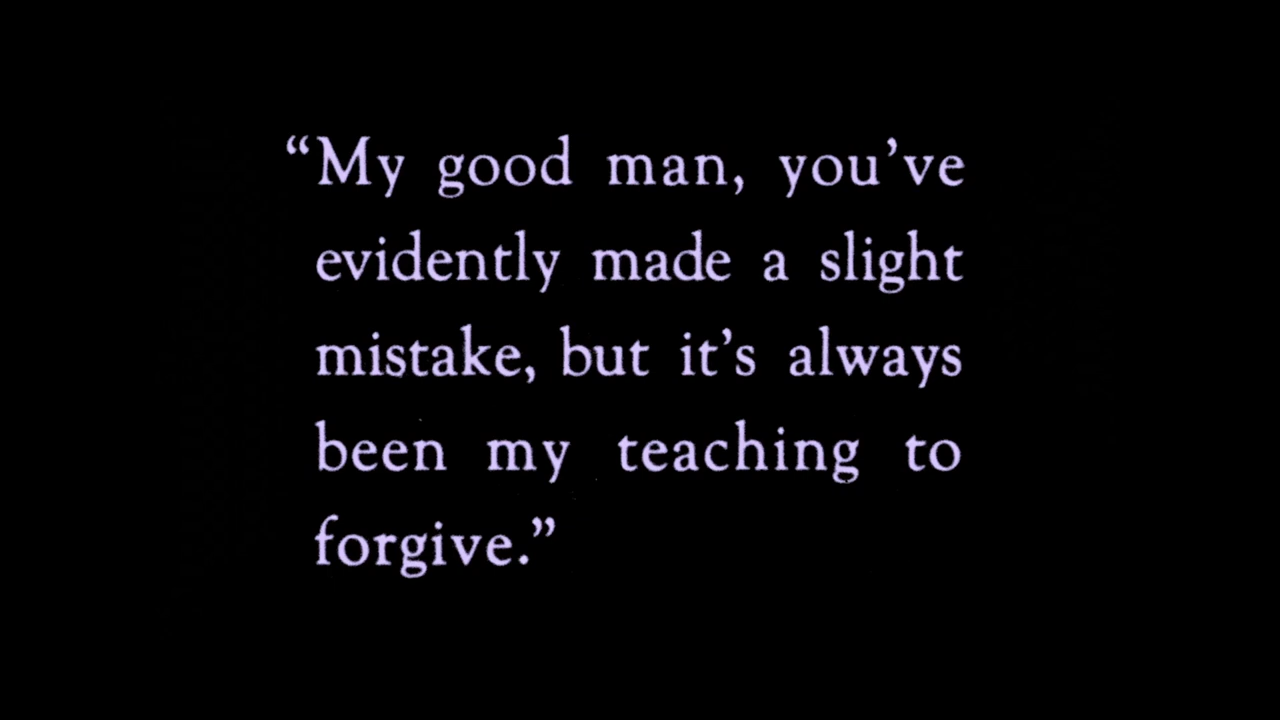 “My good man, you’ve
evidently made a slight
mistake, but it’s always
been my teaching to
forgive.”